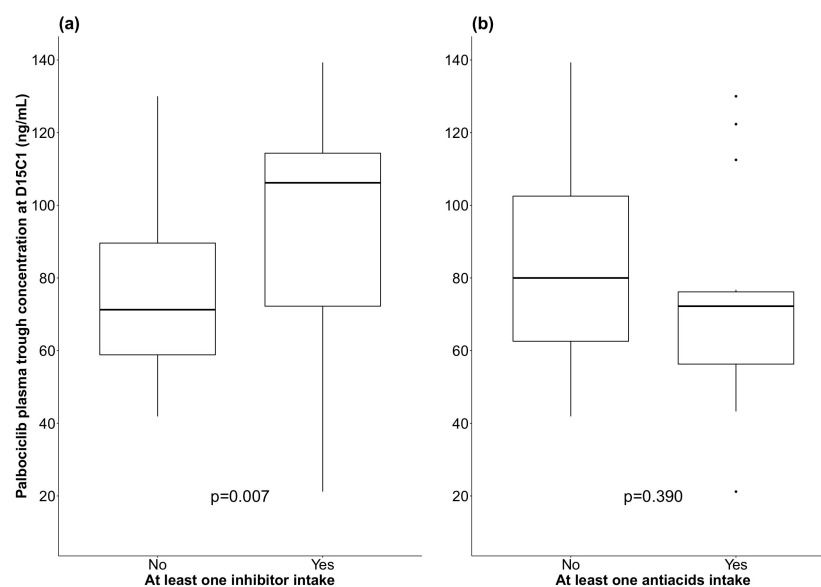 (a)
Palbociclib plasma trough concentration at D15C1 (ng/mL)
140
120
100
80
60
40
20
p=0.007
No Yes
At least one inhibitor intake
(b)
140
120
100
80
60
40
20
p=0.390
No Yes
At least one antiacids intake